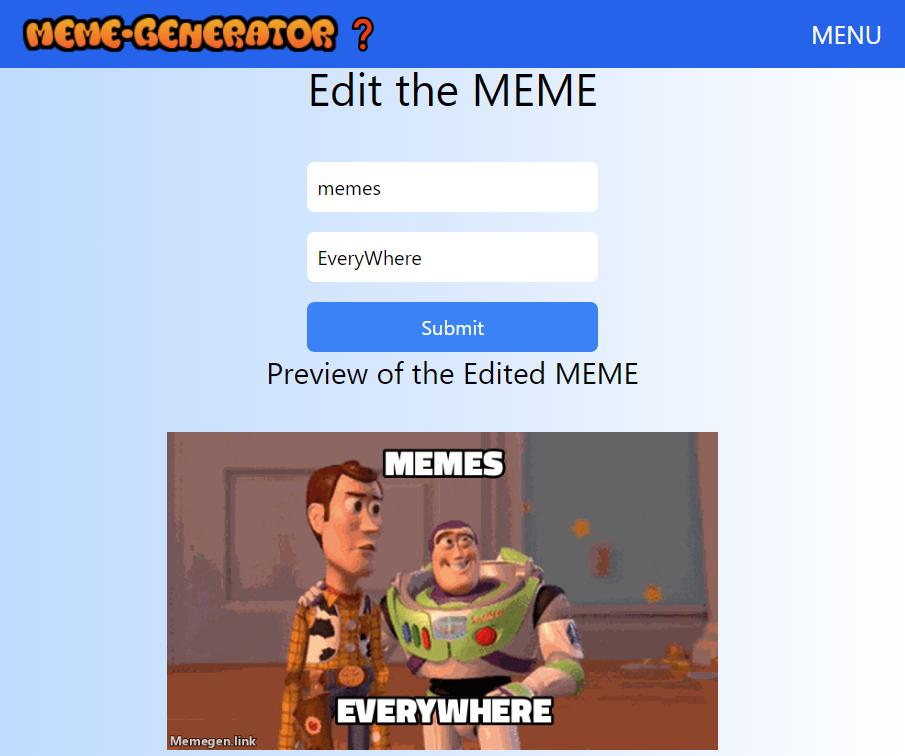 MEME-GENERATOR ?
MENU
Edit the MEME
memes
EveryWhere
Submit
Preview of the Edited MEME
MEMES
EVERYWHERE
Memegen.link